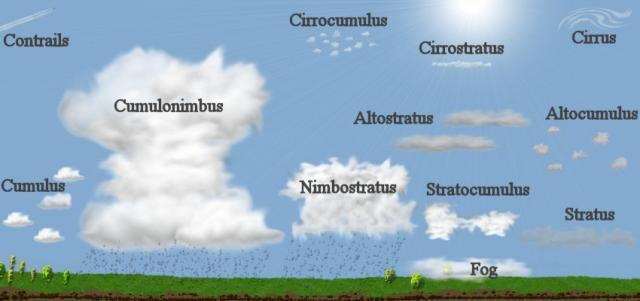 Cirrocumulus
Contrails
Cirrostratus
Cirrus
Cumulonimbus
Altostratus
Altocumulus
Cumulus
Nimbostratus
Stratocumulus
Stratus
Fog